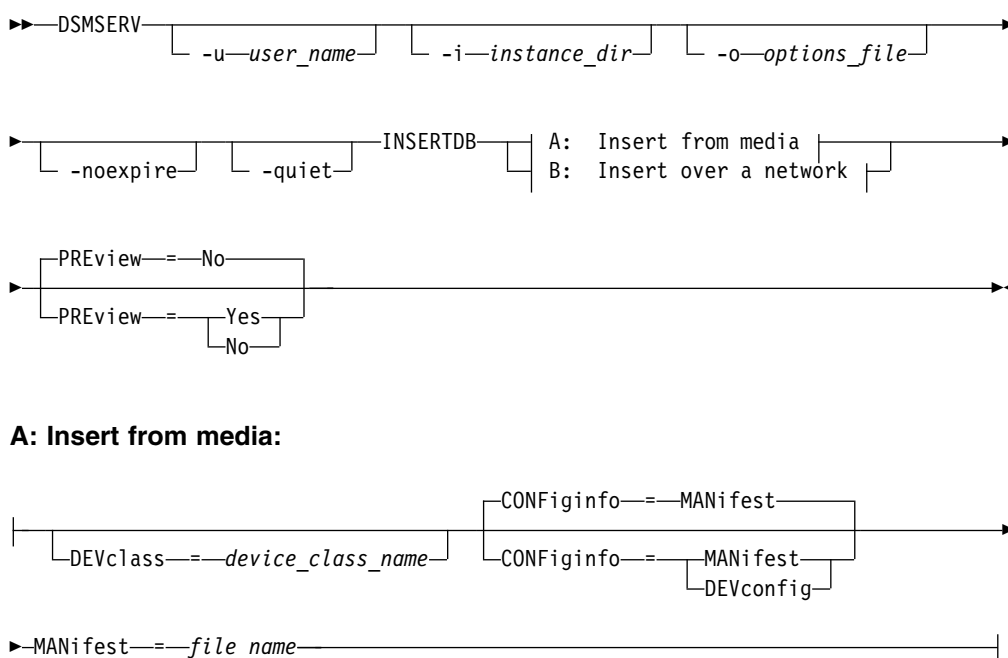 DSMSERV
-u user_name -i instance_dir -o options_file
INSERTDB A: Insert from media
-noexpire -quiet B: Insert over a network
PREview = No
PREview = Yes
No
A: Insert from media:
CONFiginfo = MANifest
DEVclass = device_class_name CONFiginfo = MANifest
DEVconfig
MANifest = file name